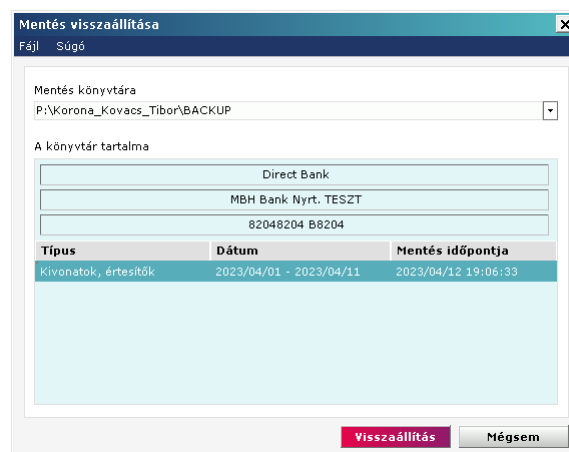 Mentés visszaállítása
Fájl Súgó
Mentés könyvtára
P:\Korona_Kovacs_Tibor\BACKUP
A könyvtár tartalma
Direct Bank
MBH Bank Nyrt. TESZT
82048204 B8204
Típus Dátum Mentés időpontja
Kivonatok, értesítők 2023/04/01 - 2023/04/11 2023/04/12 19:06:33
Visszaállítás Mégsem